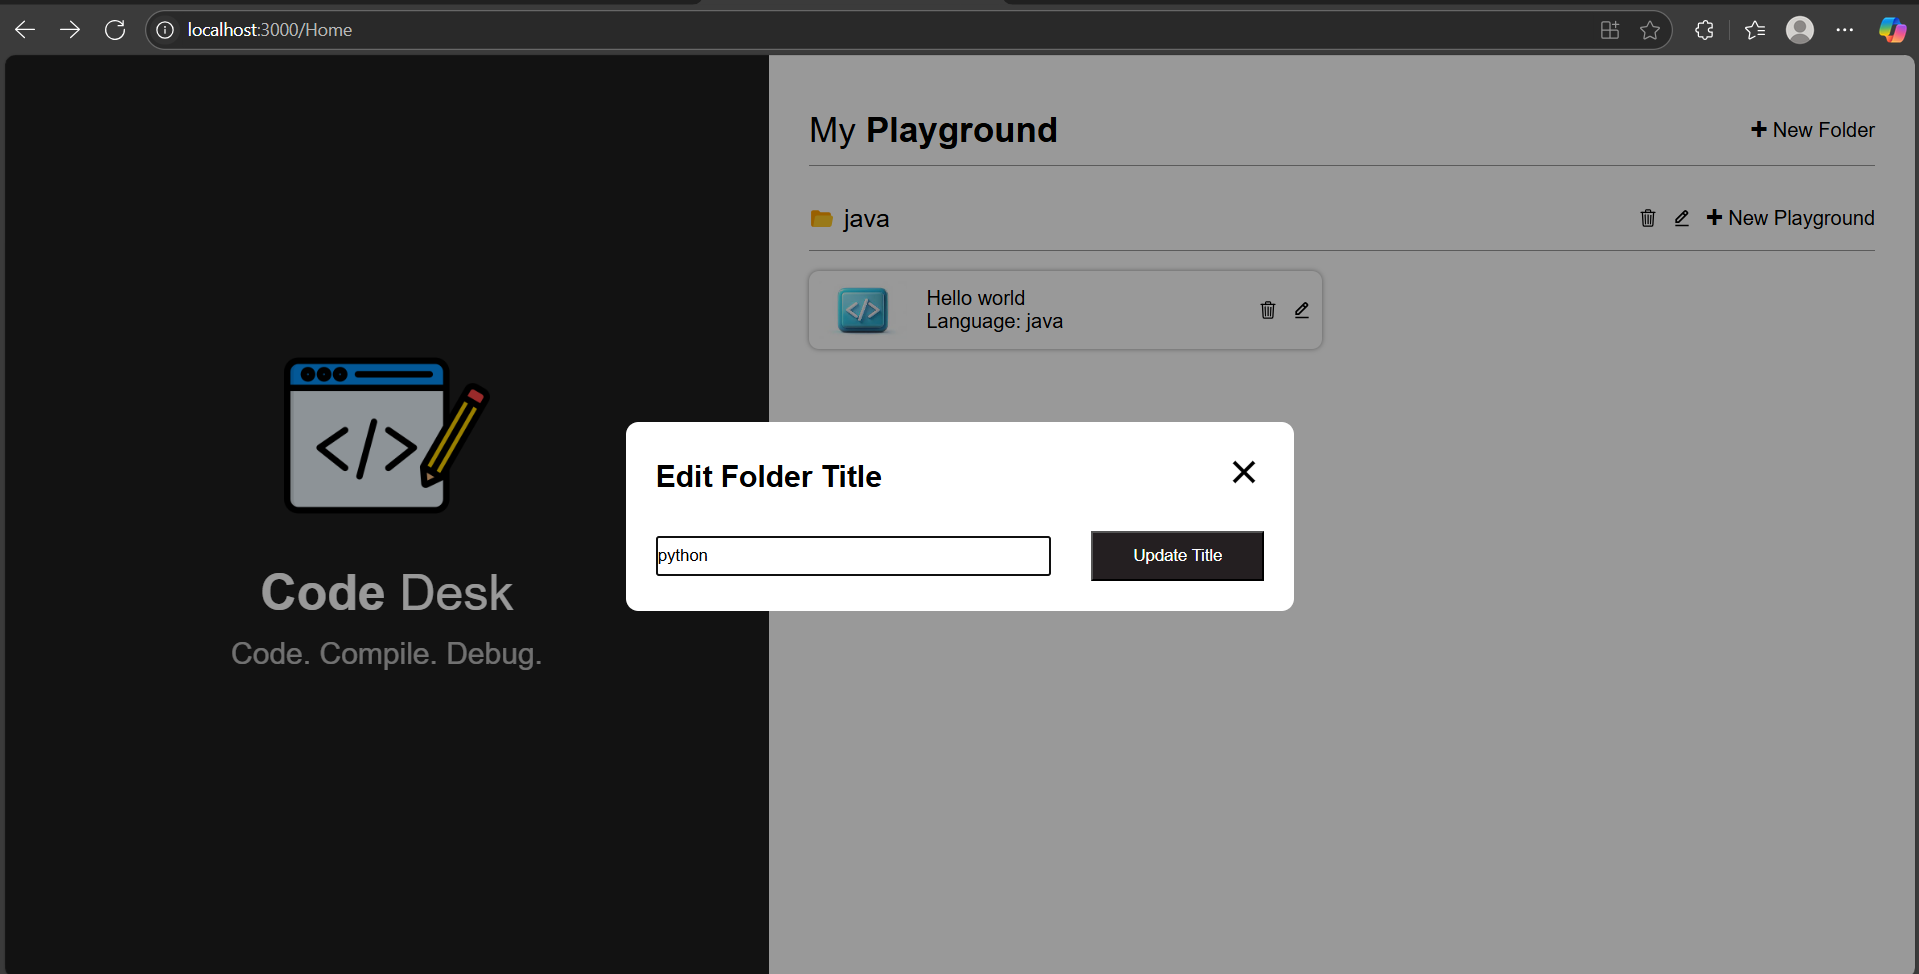 localhost:3000/Home
My Playground
New Folder
java
New Playground
Hello world
Language: java
</>
Edit Folder Title
python
Update Title
Code Desk
Code. Compile. Debug.